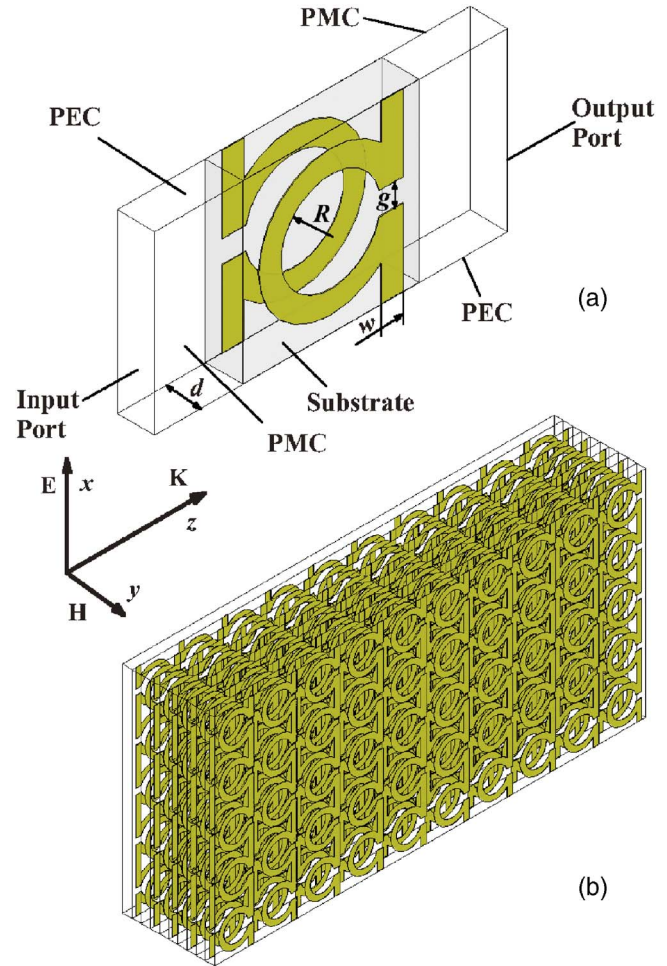 PMC
PEC
Output
Port
g
R
(a)
PEC
w
d
Substrate
Input
Port
PMC
E
x
K
z
H
y
(b)